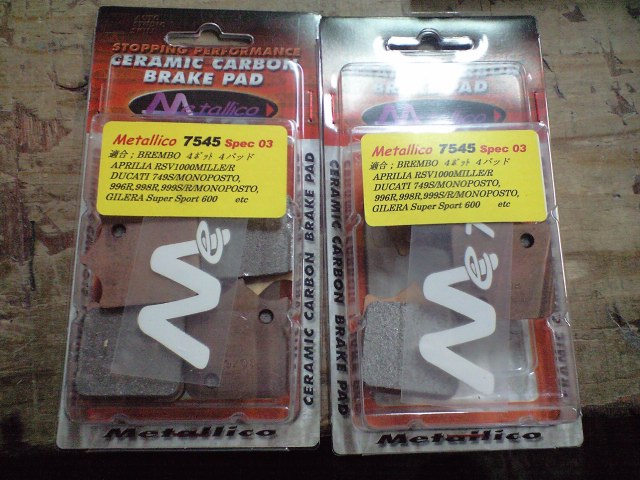 STOPPING PERFORMANCE
CERAMIC CARBON
BRAKE PAD
Metallico
Metallico 7545 Spec 03
適合；BREMBO 4ポット 4パッド
APRILIA RSV1000MILLE/R
DUCATI 749S/MONOPOSTO,
996R,998R,999S/R/MONOPOSTO,
GILERA Super Sport 600 etc
CERAMIC CARBON BRAKE PAD
Metallico
CERAMIC CARBON
BRAKE PAD
Metallico
Metallico 7545 Spec 03
適合；BREMBO 4ポット 4パッド
APRILIA RSV1000MILLE/R
DUCATI 749S/MONOPOSTO,
996R,998R,999S/R/MONOPOSTO,
GILERA Super Sport 600 etc
CERAMIC CARBON BRAKE PAD
Metallico